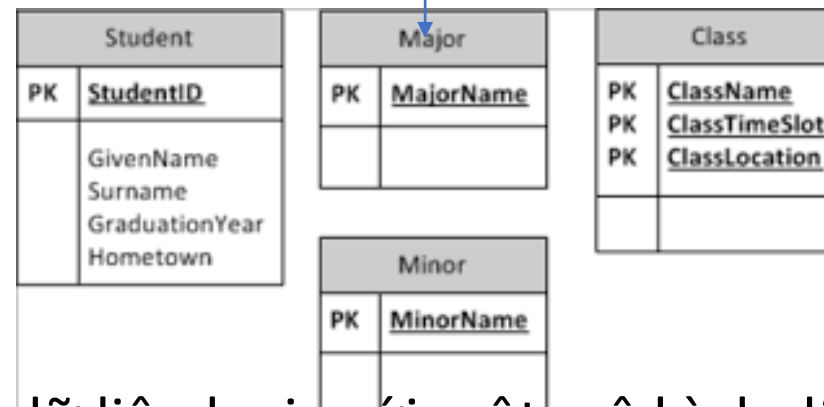 Student
PK StudentID
GivenName
Surname
GraduationYear
Hometown
Major
PK MajorName
Minor
PK MinorName
Class
PK ClassName
PK ClassTimeSlot
PK ClassLocation